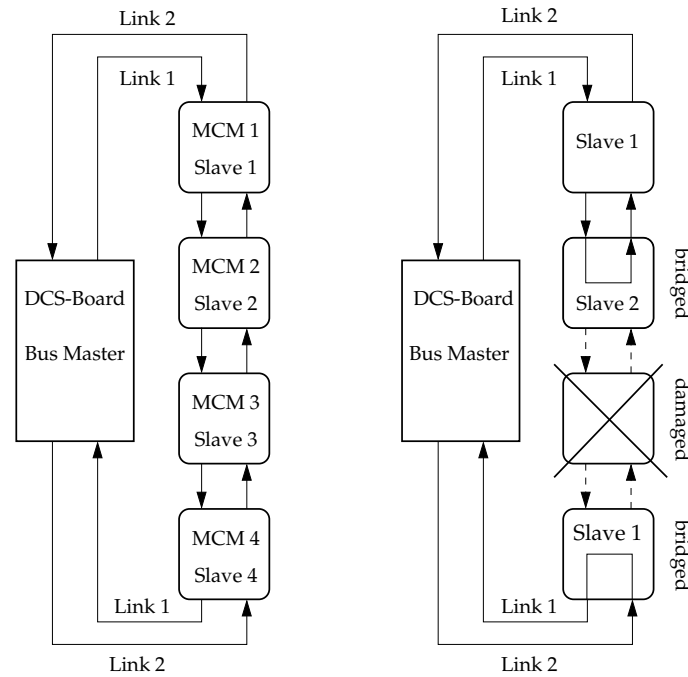 Link 2
Link 1
MCM 1
Slave 1
MCM 2
Slave 2
DCS-Board
Bus Master
MCM 3
Slave 3
MCM 4
Slave 4
Link 1
Link 2
Link 2
Link 1
Slave 1
Slave 2
bridged
DCS-Board
Bus Master
damaged
Slave 1
bridged
Link 1
Link 2